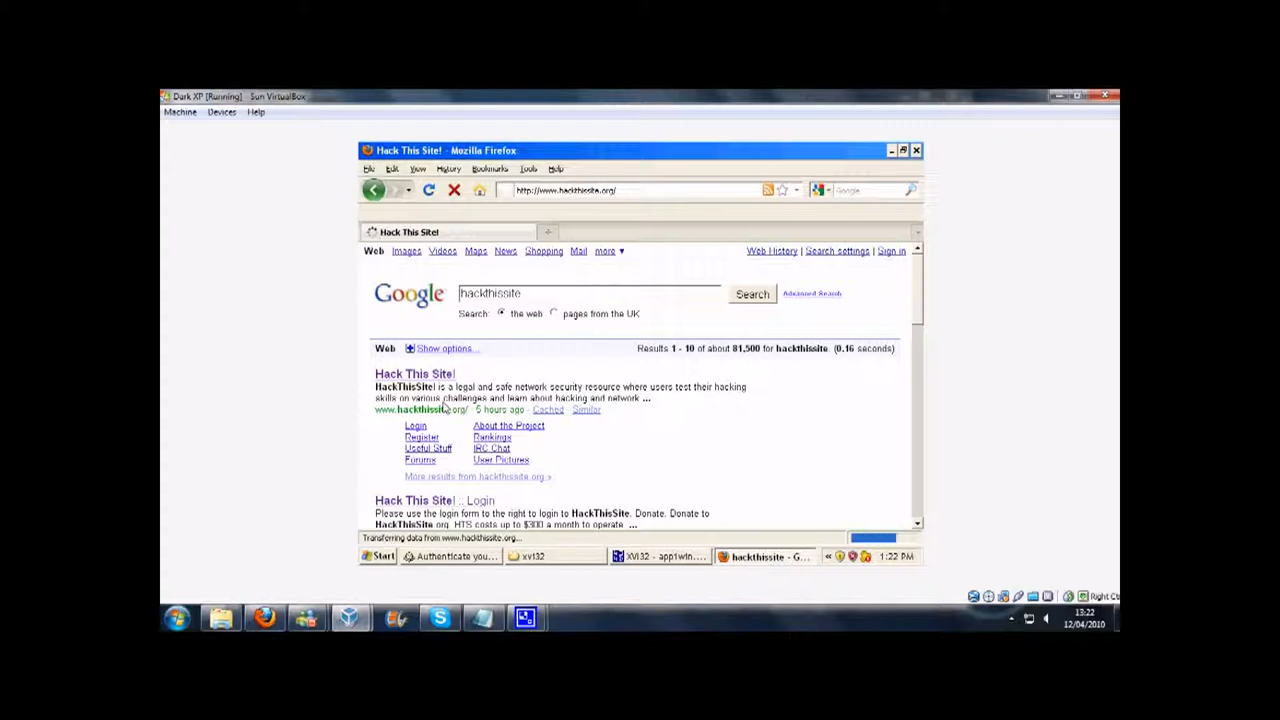 Dark XP [Running] - Sun VirtualBox
Machine Devices Help
Hack This Site! - Mozilla Firefox
File Edit View History Bookmarks Tools Help
http://www.hackthissite.org/
Google
Hack This Site!
Web Images Videos Maps News Shopping Mail more ▼
Web History | Search settings | Sign in
Google hackthissite Search Advanced Search
Search: the web pages from the UK
Web Show options... Results 1 - 10 of about 81,500 for hackthissite. (0.16 seconds)
Hack This Site!
HackThisSite! is a legal and safe network security resource where users test their hacking
skills on various challenges and learn about hacking and network ...
www.hackthissite.org/ - 5 hours ago - Cached - Similar
Login About the Project
Register Rankings
Useful Stuff IRC Chat
Forums User Pictures
More results from hackthissite.org »
Hack This Site! :: Login
Please use the login form to the right to login to HackThisSite. Donate. Donate to
HackThisSite.org. HTS costs up to $300 a month to operate ...
Transferring data from www.hackthissite.org...
Start Authenticate you... xvi32 XVI32 - app1win.... hackthissite - G... « 1:22 PM
Right Ct
13:22
12/04/2010